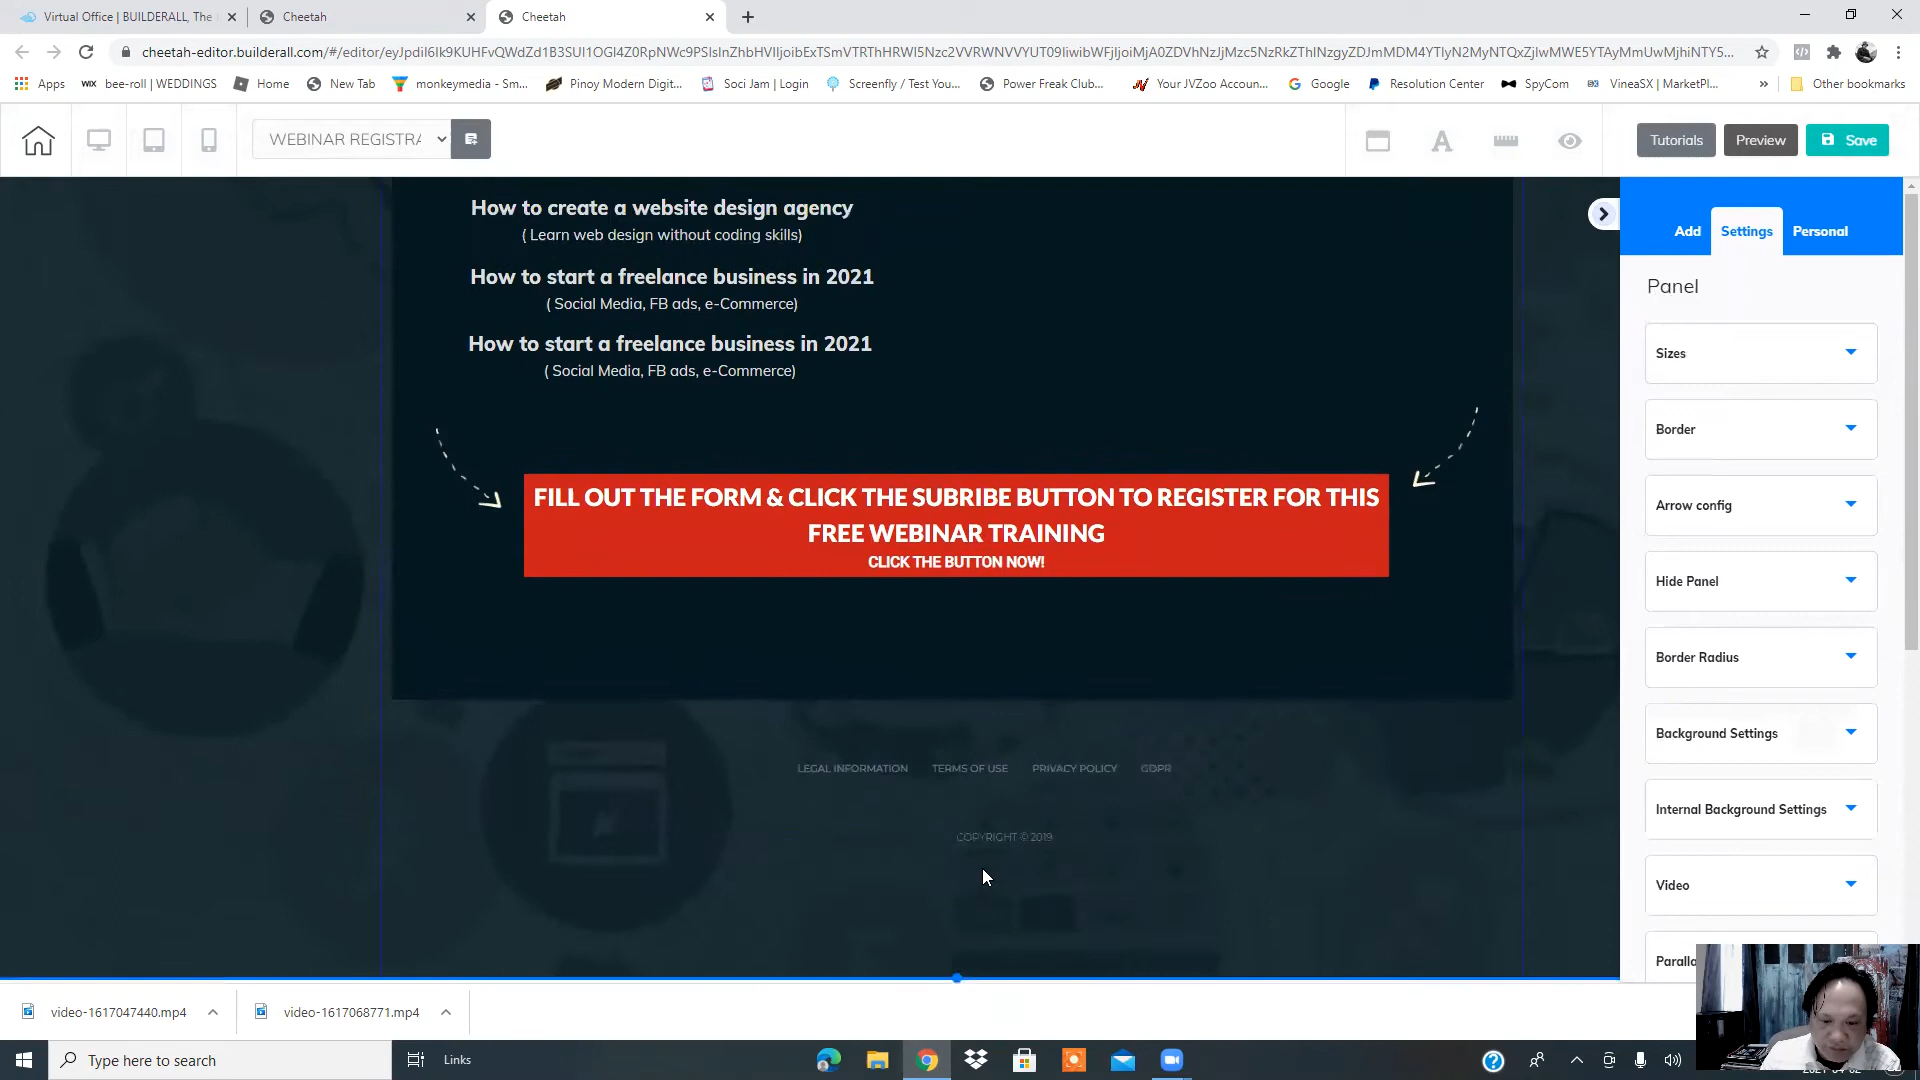 Virtual Office | BUILDERALL, The
Cheetah
Cheetah
Apps
WIX bee-roll | WEDDINGS
Home
New Tab
monkeymedia - Sm...
Pinoy Modern Digit...
Soci Jam | Login
Screenfly / Test You...
Power Freak Club...
Your JVZoo Accoun...
Google
Resolution Center
SpyCom
VineaSX | MarketPl...
Other bookmarks
WEBINAR REGISTRA
Tutorials
Preview
Save
How to create a website design agency
( Learn web design without coding skills)
How to start a freelance business in 2021
( Social Media, FB ads, e-Commerce)
How to start a freelance business in 2021
( Social Media, FB ads, e-Commerce)
FILL OUT THE FORM & CLICK THE SUBRIBE BUTTON TO REGISTER FOR THIS
FREE WEBINAR TRAINING
CLICK THE BUTTON NOW!
LEGAL INFORMATION TERMS OF USE PRIVACY POLICY GDPR
COPYRIGHT © 2019
Add Settings Personal
Panel
Sizes
Border
Arrow config
Hide Panel
Border Radius
Background Settings
Internal Background Settings
Video
Paralla
video-1617047440.mp4
video-1617068771.mp4
Type here to search
Links